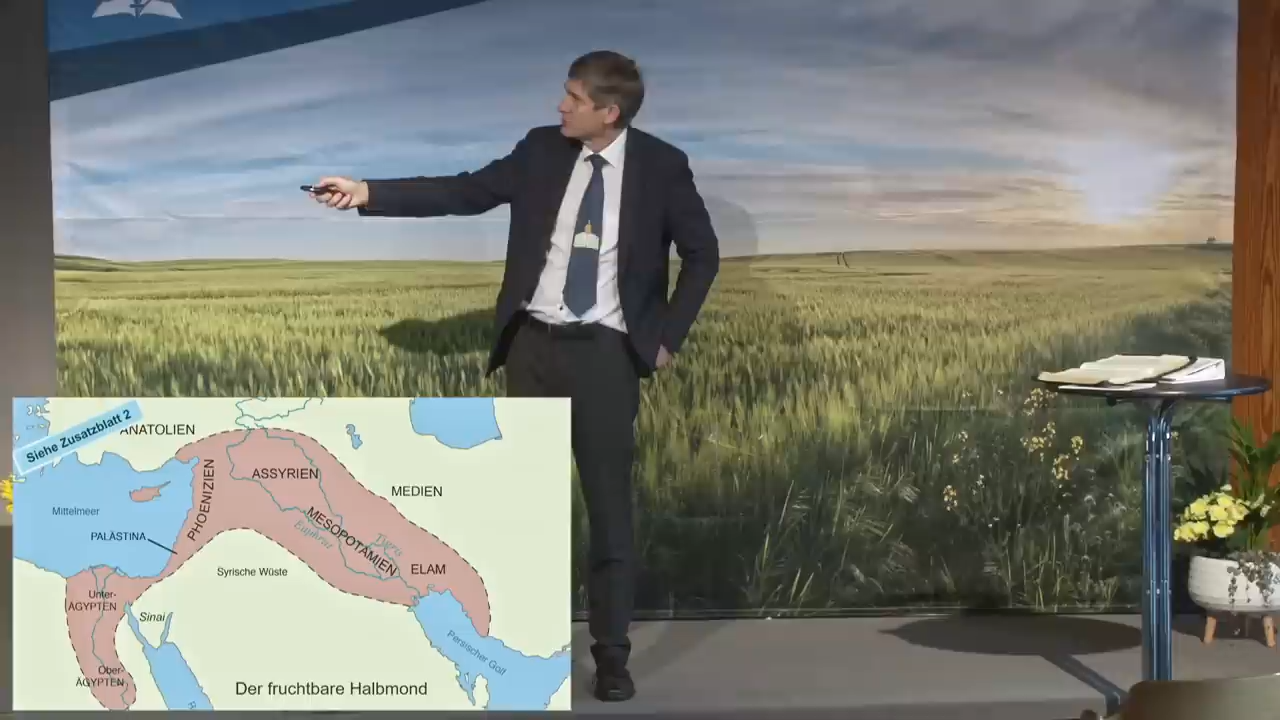 Siehe Zusatzblatt 2
ANATOLIEN
ASSYRIEN
MEDIEN
PHOENIZIEN
Mittelmeer
MESOPOTAMIEN
Euphrat
Tigris
PALÄSTINA
Syrische Wüste
ELAM
Unter-
ÄGYPTEN
Sinai
Persischer Golf
Ober-
ÄGYPTEN
Der fruchtbare Halbmond